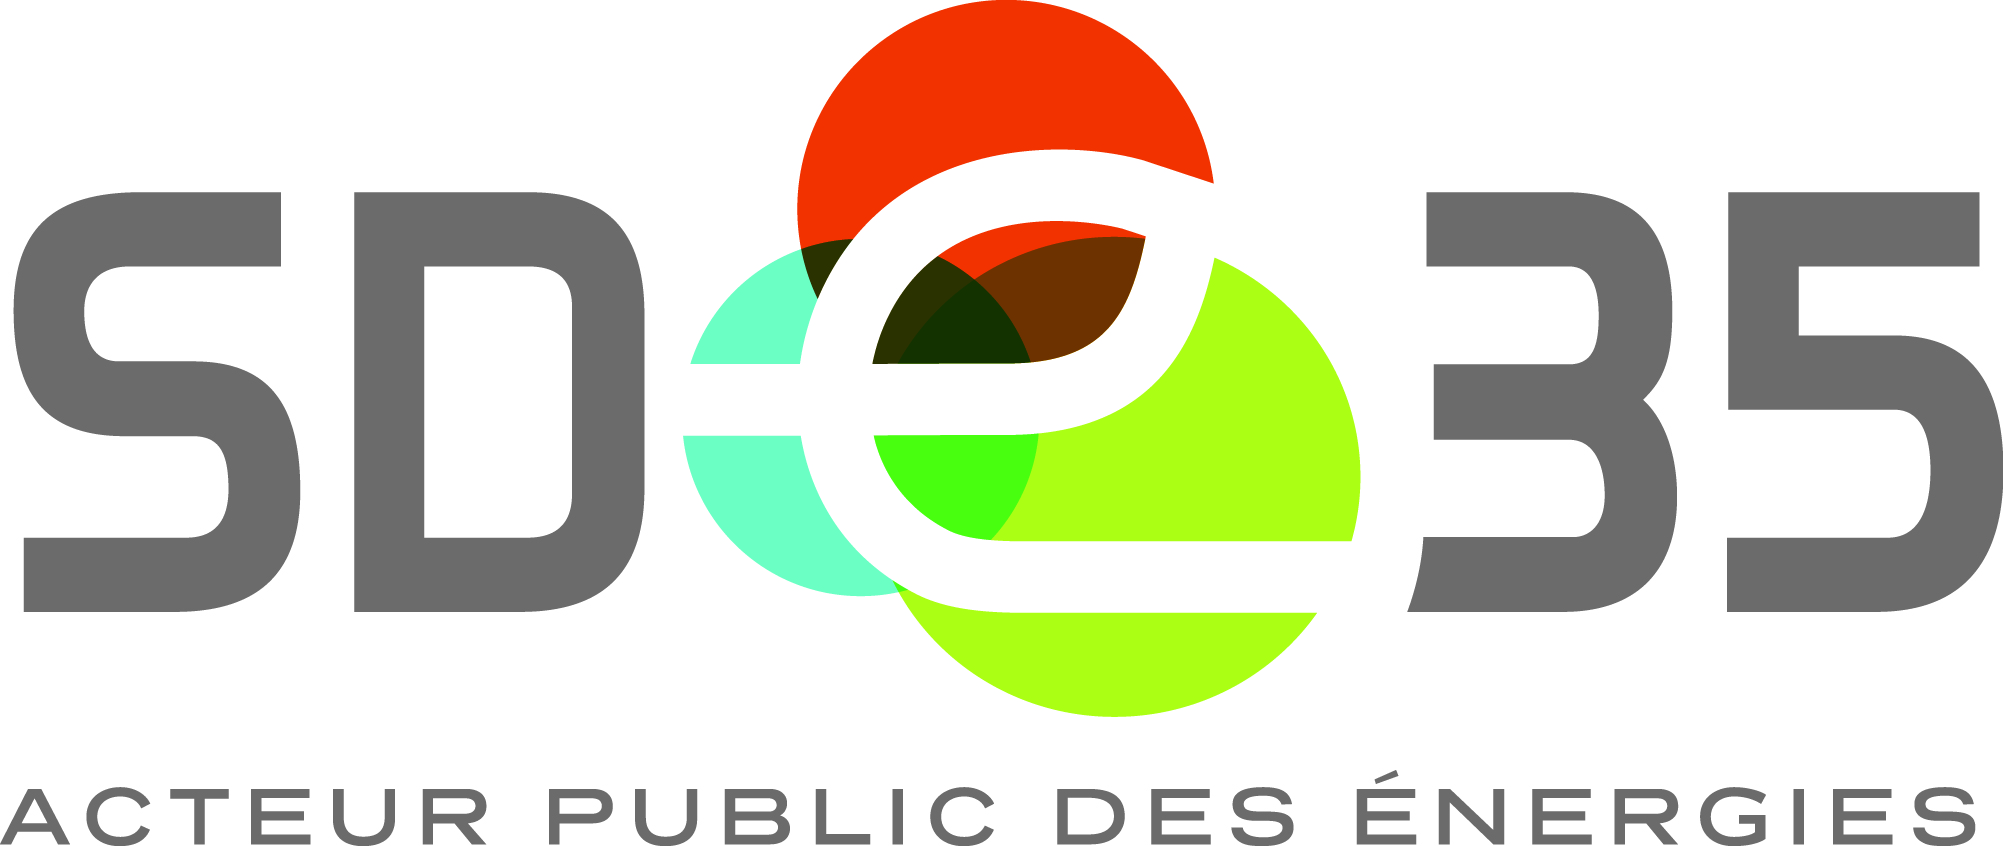 SDe35
ACTEUR PUBLIC DES ÉNERGIES